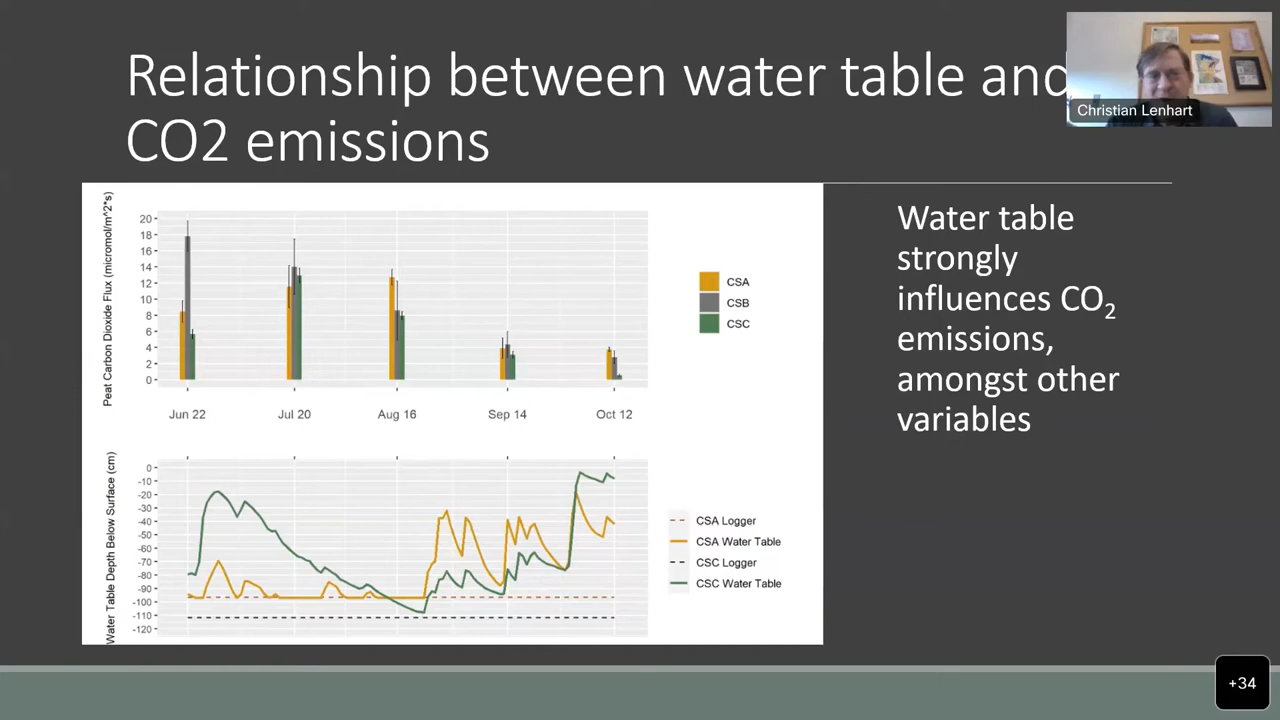 Relationship between water table and
CO2 emissions
Christian Lenhart
Peat Carbon Dioxide Flux (micromol/m^2*s)
20
18
16
14
12
10
8
6
4
2
0
Jun 22 Jul 20 Aug 16 Sep 14 Oct 12
CSA
CSB
CSC
Water table
strongly
influences CO₂
emissions,
amongst other
variables
Water Table Depth Below Surface (cm)
0
-10
-20
-30
-40
-50
-60
-70
-80
-90
-100
-110
-120
CSA Logger
CSA Water Table
CSC Logger
CSC Water Table
+34